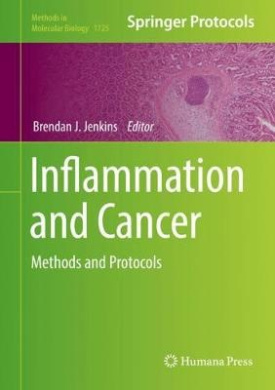 Methods in
Molecular Biology 1725
Springer Protocols
Brendan J. Jenkins Editor
Inflammation
and Cancer
Methods and Protocols
Humana Press